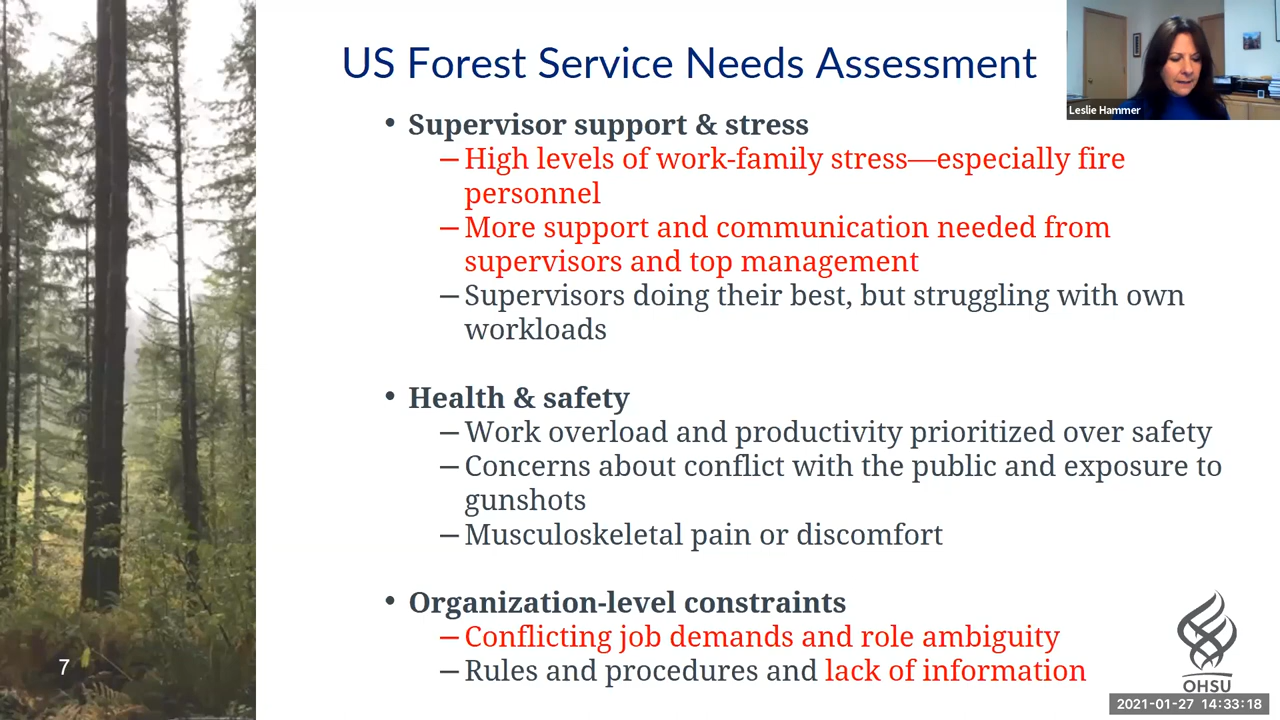 US Forest Service Needs Assessment
Leslie Hammer
• Supervisor support & stress
– High levels of work-family stress—especially fire
personnel
– More support and communication needed from
supervisors and top management
– Supervisors doing their best, but struggling with own
workloads
• Health & safety
– Work overload and productivity prioritized over safety
– Concerns about conflict with the public and exposure to
gunshots
– Musculoskeletal pain or discomfort
• Organization-level constraints
– Conflicting job demands and role ambiguity
– Rules and procedures and lack of information
7
OHSU
2021-01-27 14:33:18